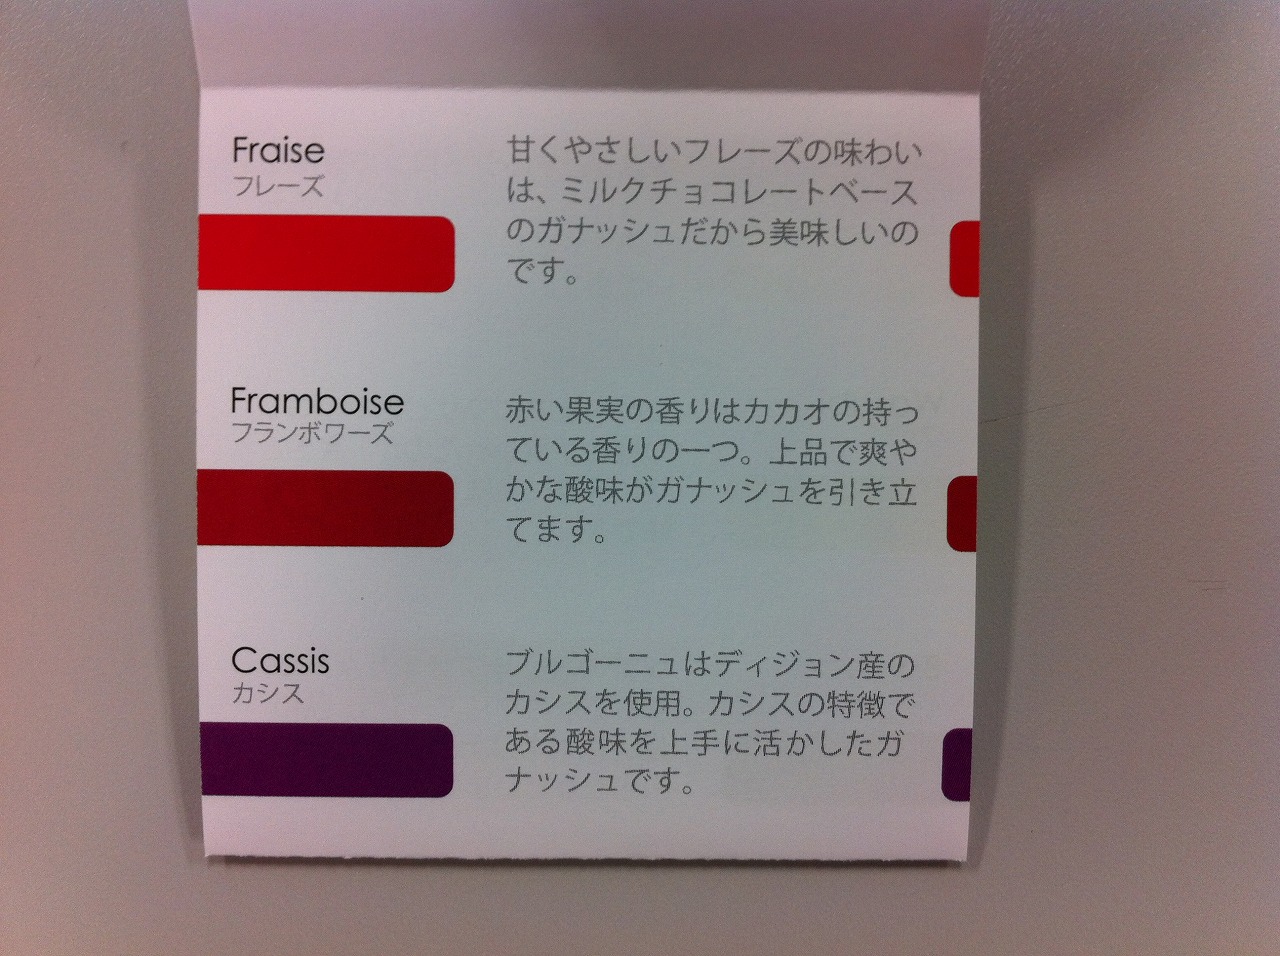 Fraise
フレーズ
甘くやさしいフレーズの味わい
は、ミルクチョコレートベース
のガナッシュだから美味しいの
です。
Framboise
フランボワーズ
赤い果実の香りはカカオの持っ
ている香りの一つ。上品で爽や
かな酸味がガナッシュを引き立
てます。
Cassis
カシス
ブルゴーニュはディジョン産の
カシスを使用。カシスの特徴で
ある酸味を上手に活かしたガ
ナッシュです。